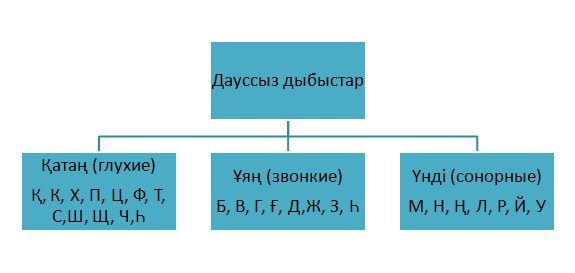 Дауссыз дыбыстар
Қатаң (глухие)
Қ, К, Х, П, Ц, Ф, Т,
С,Ш, Щ, Ч,Һ
Ұяң (звонкие)
Б, В, Г, Ғ, Д,Ж, З, Һ
Үнді (сонорные)
М, Н, Ң, Л, Р, Й, У